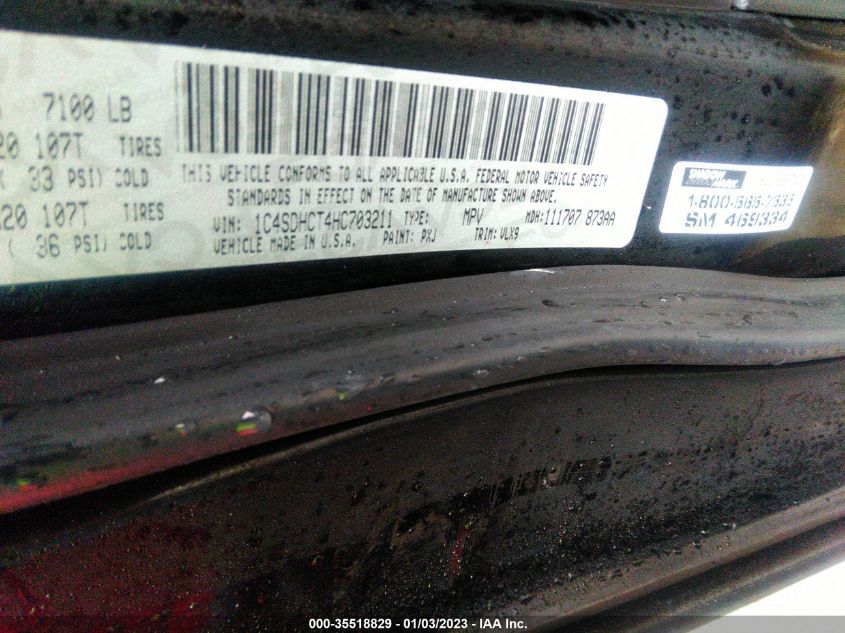 7100 LB
20 107T TIRES
33 PSI) COLD
20 107T TIRES
( 36 PSI) COLD
THIS VEHICLE CONFORMS TO ALL APPLICABLE U.S.A. FEDERAL MOTOR VEHICLE SAFETY
STANDARDS IN EFFECT ON THE DATE OF MANUFACTURE SHOWN ABOVE.
VIN: 1C4SDHCT4HC703211 TYPE: MPV MDH: 111707 873AA
VEHICLE MADE IN U.S.A. PAINT: PXJ TRIM: VLX9
1-800-566-7535
SM 469334
000-35518829 - 01/03/2023 - © IAA Inc.